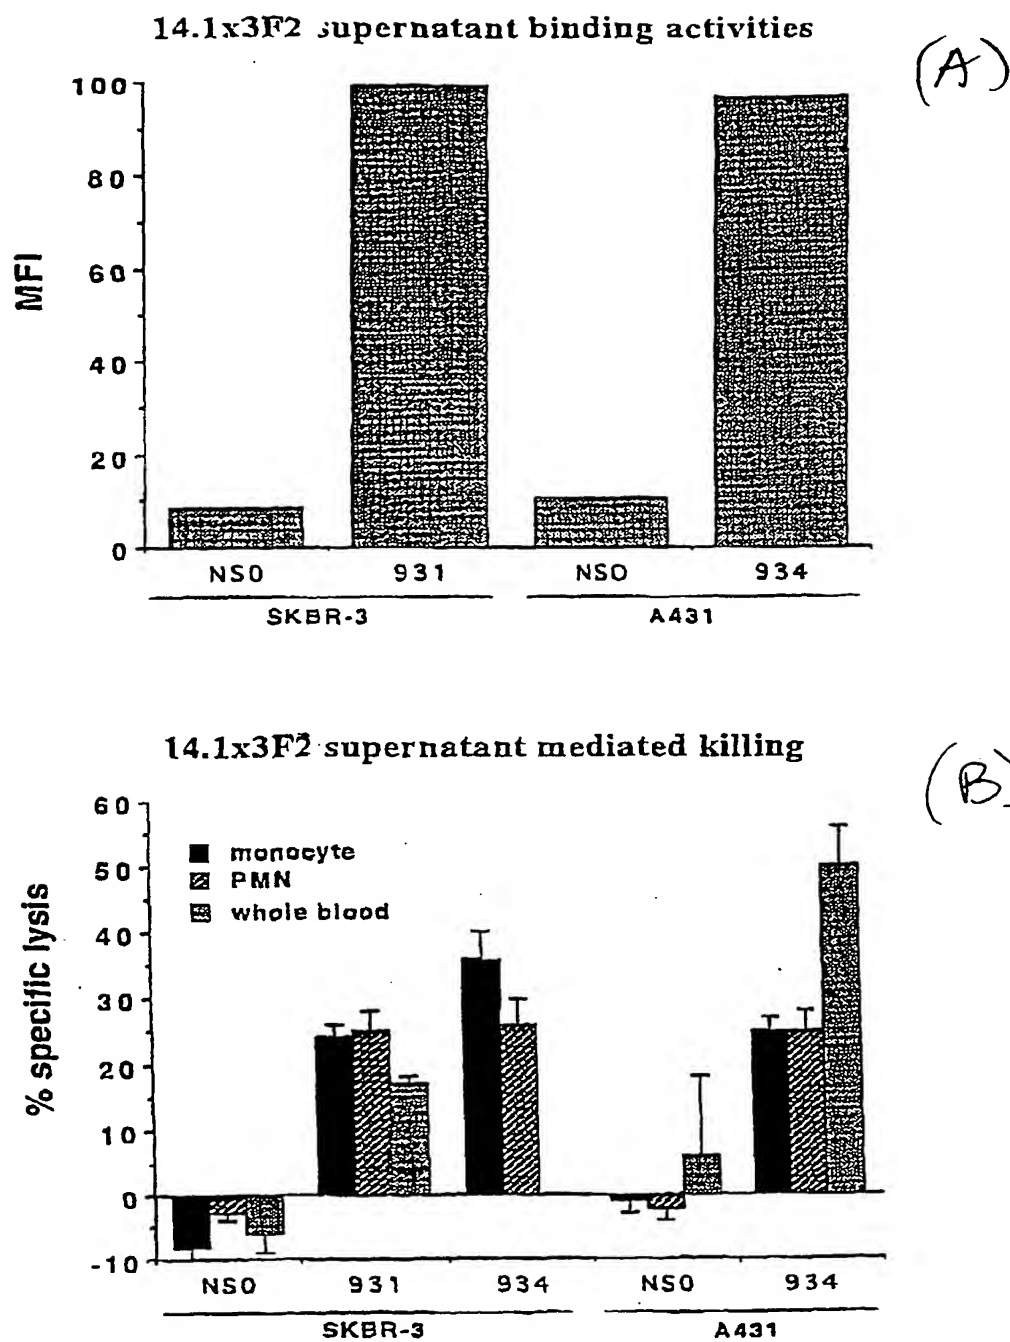 14.1x3F2 supernatant binding activities
(A)
MFI
100
80
60
40
20
0
NS0 931 NSO 934
SKBR-3 A431
14.1x3F2 supernatant mediated killing
(B)
% specific lysis
60
50
40
30
20
10
0
-10
monocyte
PMN
whole blood
NSO 931 934 NSO 934
SKBR-3 A431